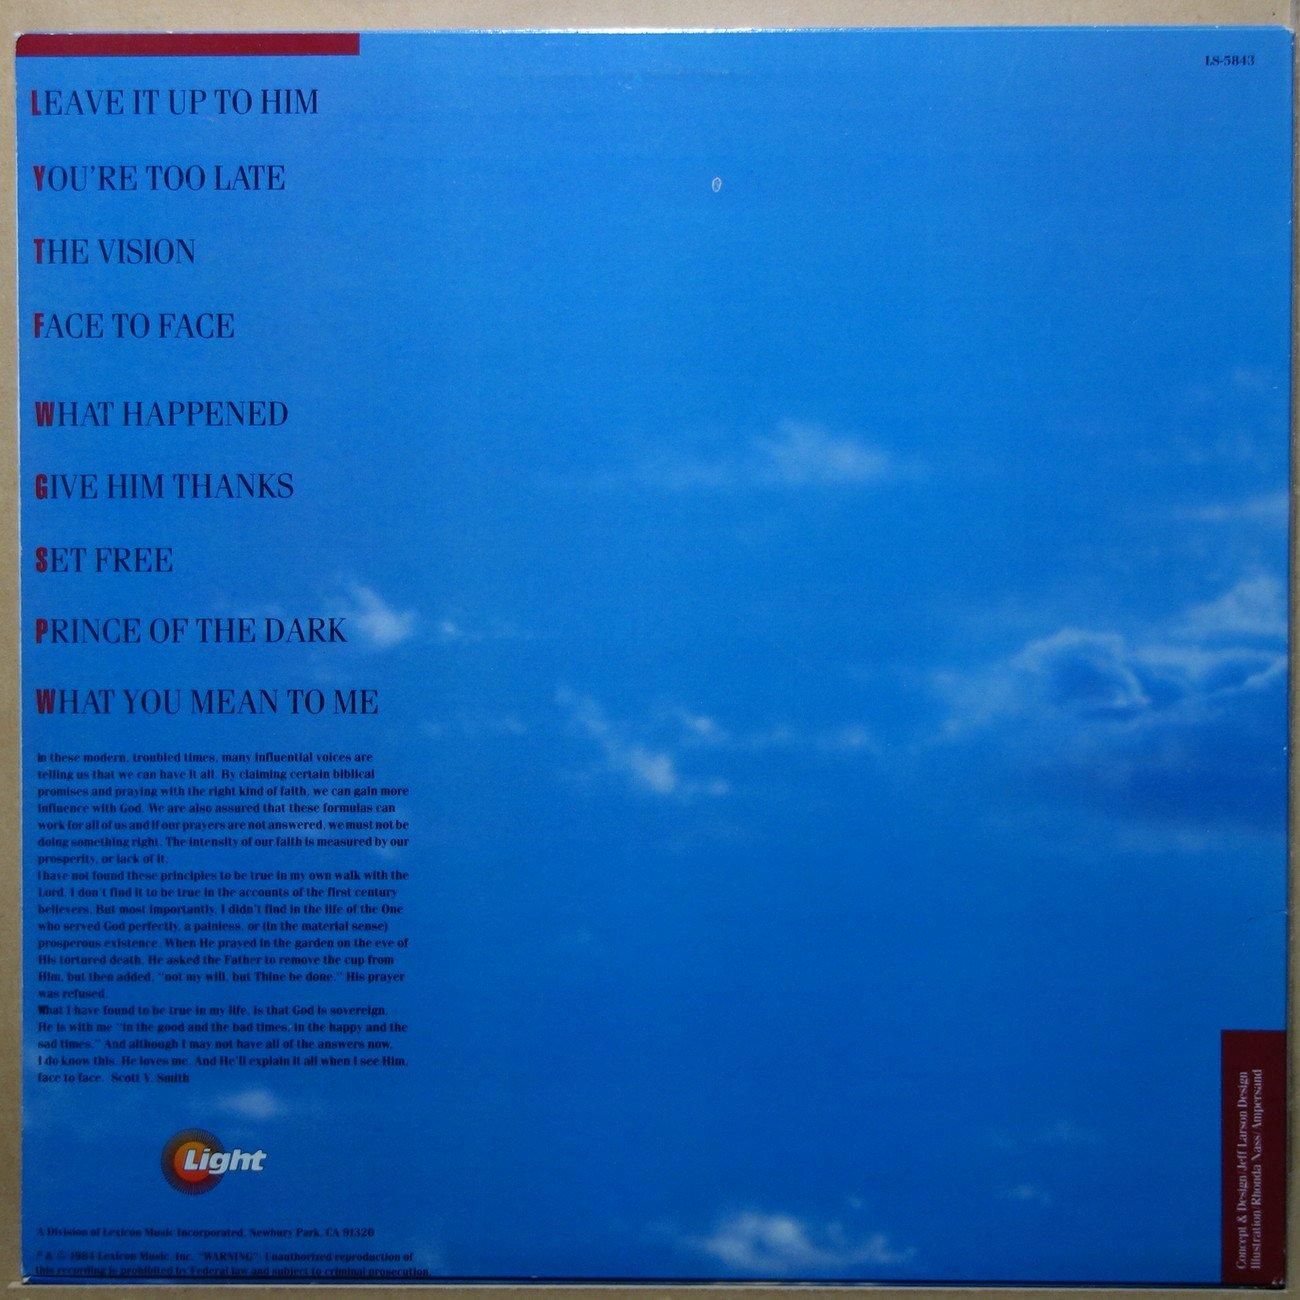 LS-5843
LEAVE IT UP TO HIM
YOU'RE TOO LATE
THE VISION
FACE TO FACE
WHAT HAPPENED
GIVE HIM THANKS
SET FREE
PRINCE OF THE DARK
WHAT YOU MEAN TO ME
In these modern, troubled times, many influential voices are
telling us that we can have it all. By claiming certain biblical
promises and praying with the right kind of faith, we can gain more
influence with God. We are also assured that these formulas can
work for all of us and if our prayers are not answered, we must not be
doing something right. The intensity of our faith is measured by our
prosperity, or lack of it.
I have not found these principles to be true in my own walk with the
Lord. I don't find it to be true in the accounts of the first century
believers. But most importantly, I didn't find in the life of the One
who served God perfectly, a painless, or (in the material sense)
prosperous existence. When He prayed in the garden on the eve of
His tortured death, He asked the Father to remove the cup from
Him, but then added, "not my will, but Thine be done." His prayer
was refused.
What I have found to be true in my life, is that God is sovereign.
He is with me "in the good and the bad times, in the happy and the
sad times." And although I may not have all of the answers now,
I do know this. He loves me. And He'll explain it all when I see Him,
face to face. Scott V. Smith
Light
A Division of Lexicon Music Incorporated, Newbury Park, CA 91320
℗ & © 1984 Lexicon Music, Inc. "WARNING": Unauthorized reproduction of
this recording is prohibited by Federal law and subject to criminal prosecution.
Concept & Design/Jeff Larson Design
Illustration/Rhonda Nass/Ampersand